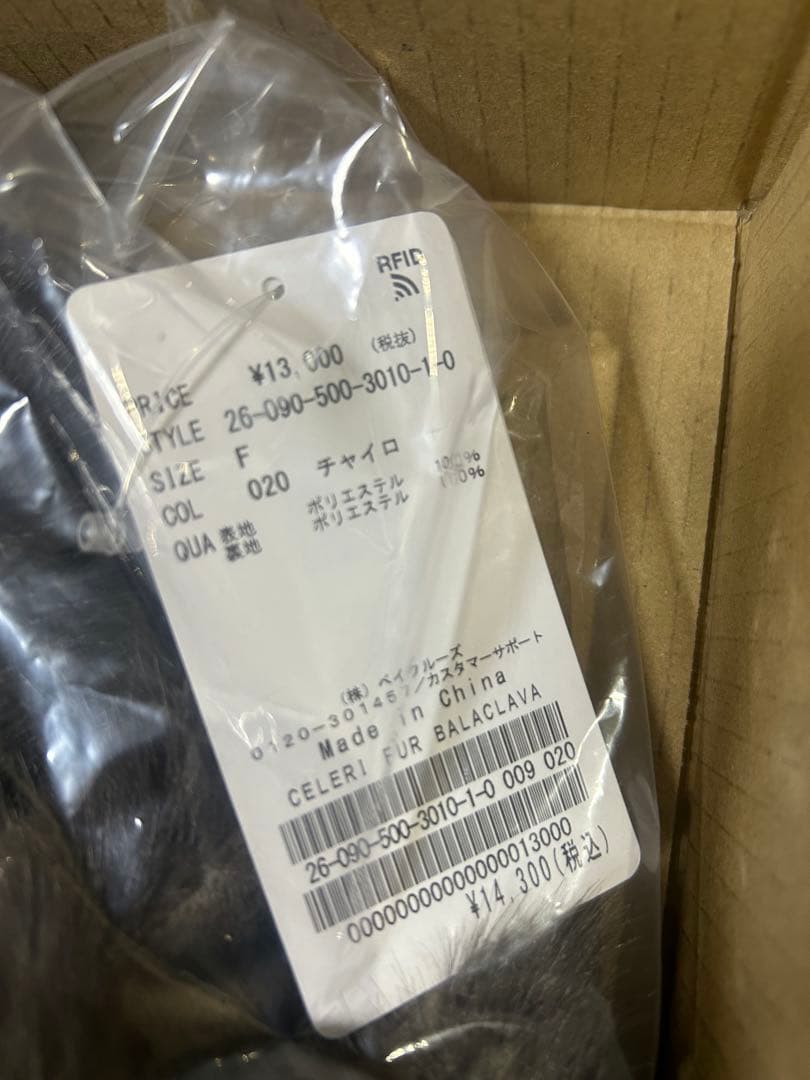 RFID
PRICE ¥13,000 (税抜)
STYLE 26-090-500-3010-1-0
SIZE F
COL 020 チャイロ
QUA 表地 ポリエステル 100%
裏地 ポリエステル 100%
(株) ベイクルーズ
0120-301457/カスタマーサポート
Made in China
CELERI FUR BALACLAVA
26-090-500-3010-1-0 009 020
0000000000000013000
¥14,300(税込)